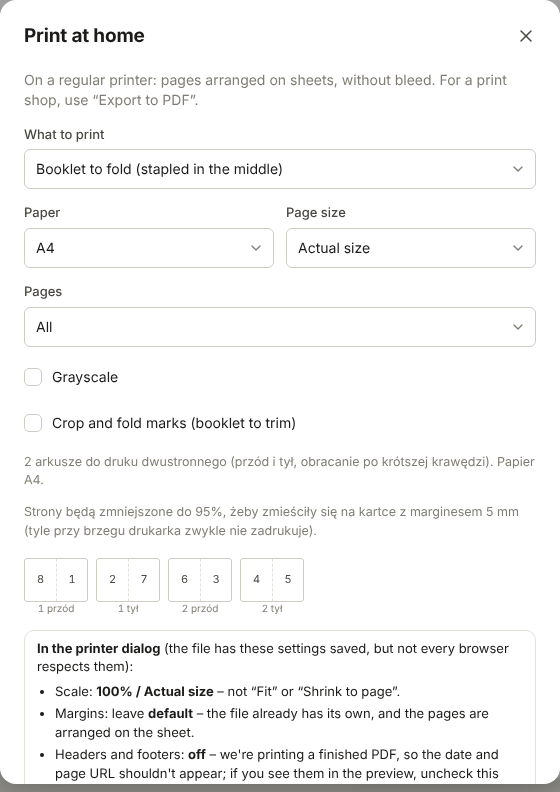 Print at home
On a regular printer: pages arranged on sheets, without bleed. For a print
shop, use “Export to PDF”.
What to print
Booklet to fold (stapled in the middle)
Paper
Page size
A4
Actual size
Pages
All
Grayscale
Crop and fold marks (booklet to trim)
2 arkusze do druku dwustronnego (przód i tył, obracanie po krótszej krawędzi). Papier
A4.
Strony będą zmniejszone do 95%, żeby zmieściły się na kartce z marginesem 5 mm
(tyle przy brzegu drukarka zwykle nie zadrukuje).
8 1 2 7 6 3 4 5
1 przód 1 tył 2 przód 2 tył
In the printer dialog (the file has these settings saved, but not every browser
respects them):
• Scale: 100% / Actual size – not “Fit” or “Shrink to page”.
• Margins: leave default – the file already has its own, and the pages are
arranged on the sheet.
• Headers and footers: off – we're printing a finished PDF, so the date and
page URL shouldn't appear; if you see them in the preview, uncheck this